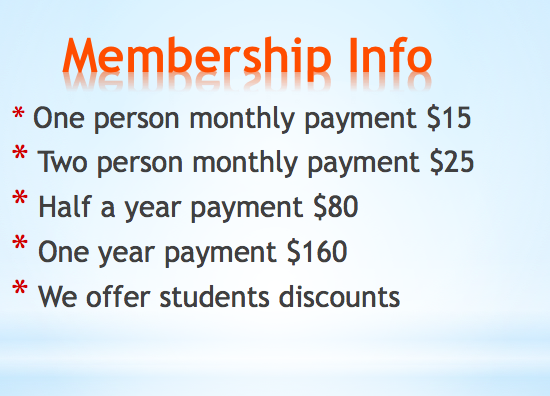 Membership Info
* One person monthly payment $15
* Two person monthly payment $25
* Half a year payment $80
* One year payment $160
* We offer students discounts